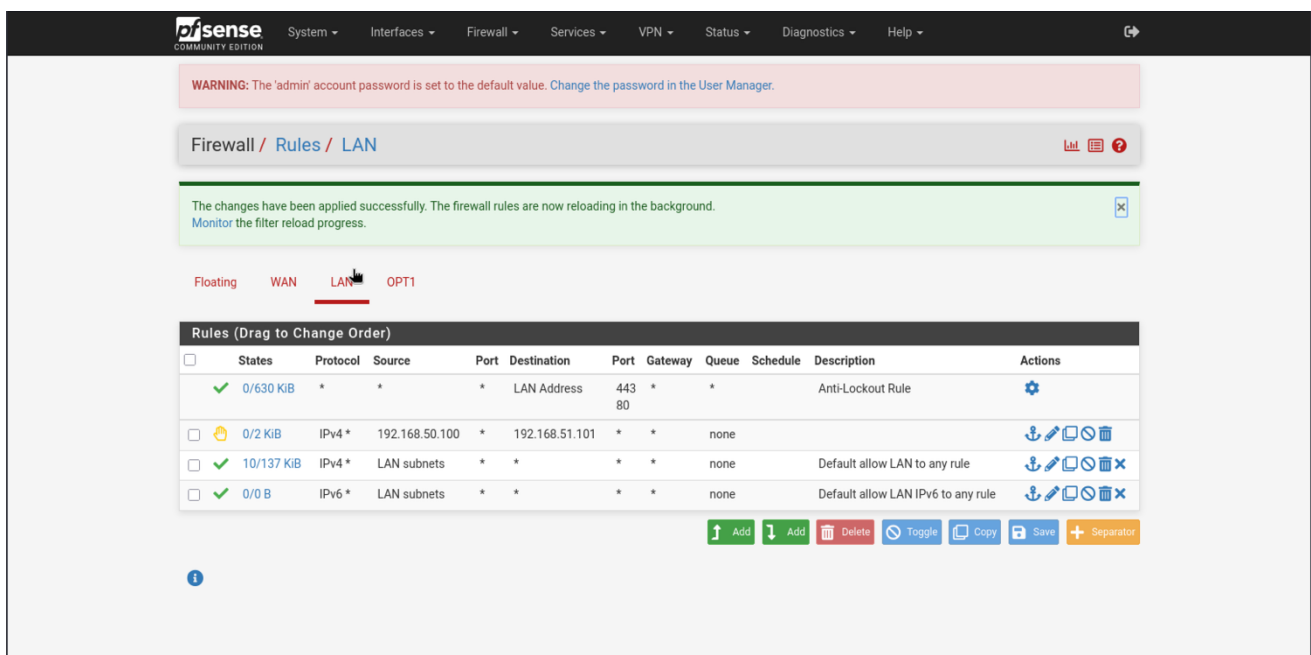 pfsense
COMMUNITY EDITION
System Interfaces Firewall Services VPN Status Diagnostics Help
WARNING: The 'admin' account password is set to the default value. Change the password in the User Manager.
Firewall / Rules / LAN
The changes have been applied successfully. The firewall rules are now reloading in the background.
Monitor the filter reload progress.
Floating WAN LAN OPT1
Rules (Drag to Change Order)
States Protocol Source Port Destination Port Gateway Queue Schedule Description Actions
0/630 KiB * * * LAN Address 443 * * Anti-Lockout Rule
80
0/2 KiB IPv4 * 192.168.50.100 * 192.168.51.101 * * none
10/137 KiB IPv4 * LAN subnets * * * * none Default allow LAN to any rule
0/0 B IPv6 * LAN subnets * * * * none Default allow LAN IPv6 to any rule
Add Add Delete Toggle Copy Save Separator